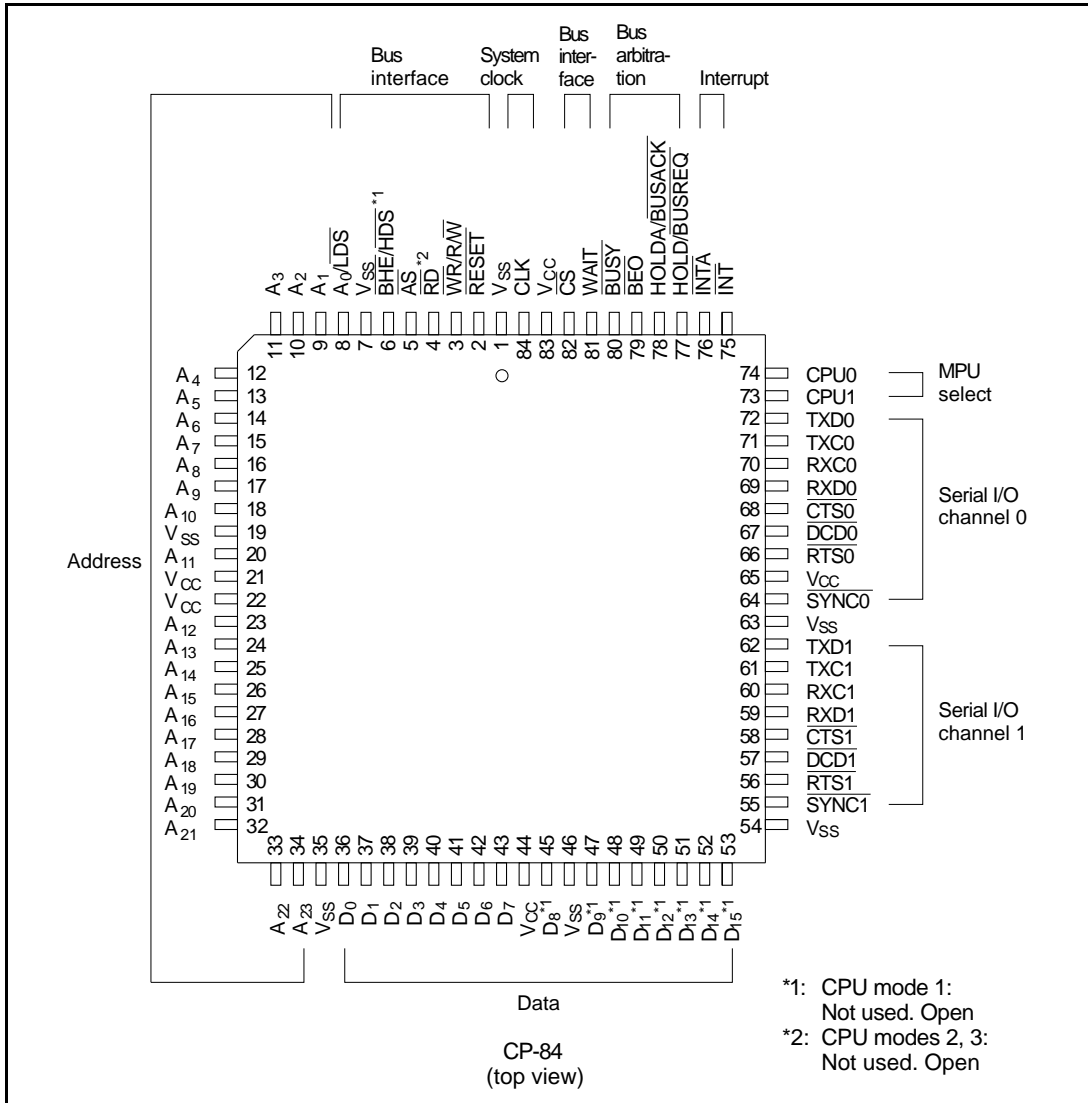 Bus
interface
System
clock
Bus
inter-
face
Bus
arbitra-
tion
Interrupt
A3
A2
A1
A0/LDS
VSS
BHE/HDS*1
AS
RD*2
WR/R/W
RESET
VSS
CLK
VCC
CS
WAIT
BUSY
BEO
HOLDA/BUSACK
HOLD/BUSREQ
INTA
INT
11 10 9 8 7 6 5 4 3 2 1 84 83 82 81 80 79 78 77 76 75
A4 12
A5 13
A6 14
A7 15
A8 16
A9 17
A10 18
VSS 19
A11 20
VCC 21
VCC 22
A12 23
A13 24
A14 25
A15 26
A16 27
A17 28
A18 29
A19 30
A20 31
A21 32
Address
74 CPU0
73 CPU1
72 TXD0
71 TXC0
70 RXC0
69 RXD0
68 CTS0
67 DCD0
66 RTS0
65 VCC
64 SYNC0
63 VSS
62 TXD1
61 TXC1
60 RXC1
59 RXD1
58 CTS1
57 DCD1
56 RTS1
55 SYNC1
54 VSS
MPU
select
Serial I/O
channel 0
Serial I/O
channel 1
33 34 35 36 37 38 39 40 41 42 43 44 45 46 47 48 49 50 51 52 53
A22
A23
VSS
D0
D1
D2
D3
D4
D5
D6
D7
VCC
D8*1
VSS
D9*1
D10*1
D11*1
D12*1
D13*1
D14*1
D15*1
Data
CP-84
(top view)
*1: CPU mode 1:
Not used. Open
*2: CPU modes 2, 3:
Not used. Open